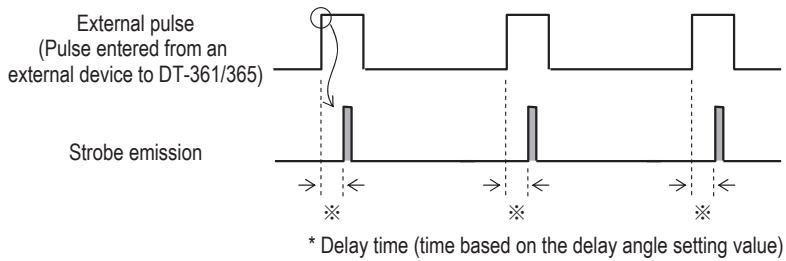 External pulse
(Pulse entered from an
external device to DT-361/365)
Strobe emission
※ ※ ※
* Delay time (time based on the delay angle setting value)